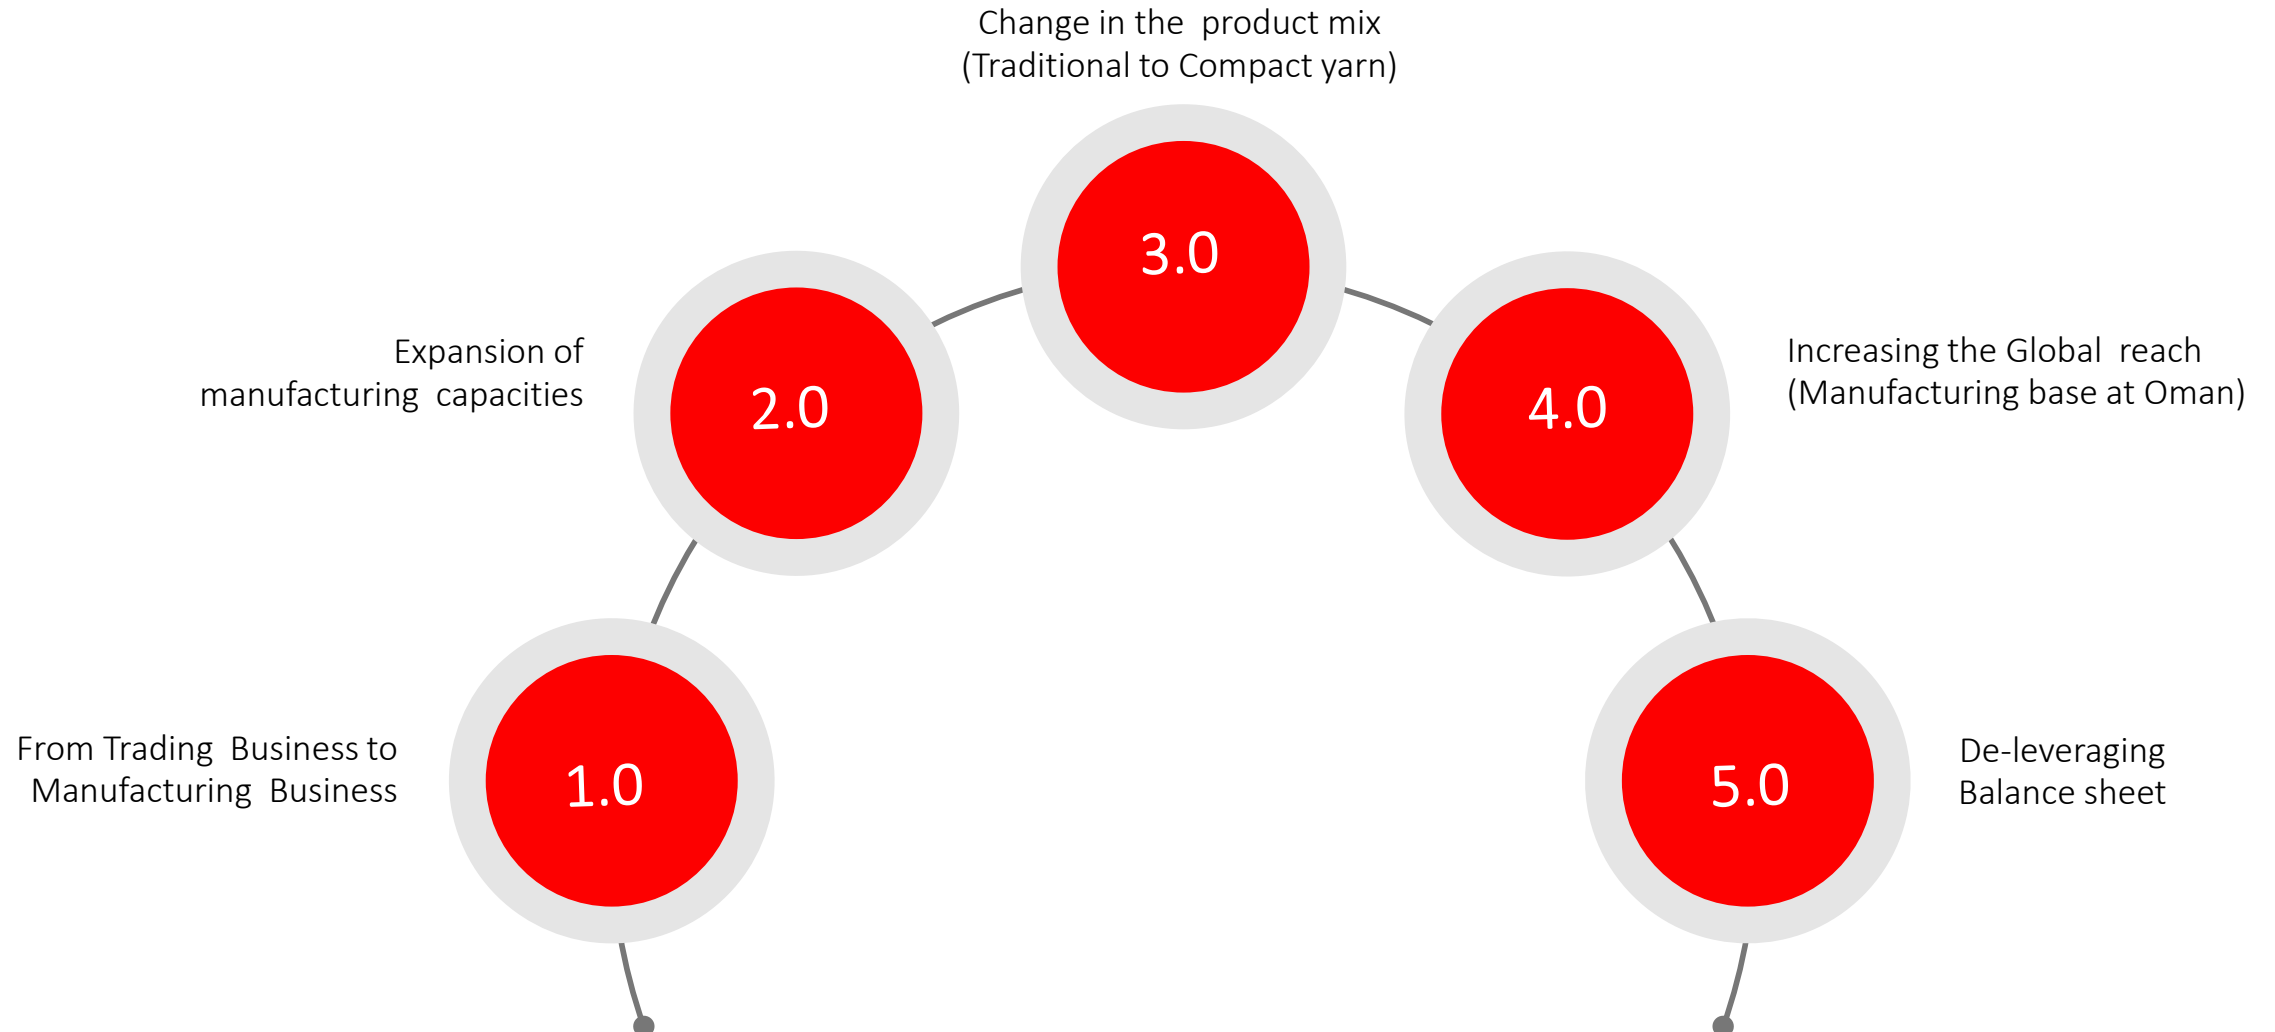 From Trading Business to
Manufacturing Business
1.0
Expansion of
manufacturing capacities
2.0
Change in the product mix
(Traditional to Compact yarn)
3.0
Increasing the Global reach
(Manufacturing base at Oman)
4.0
De-leveraging
Balance sheet
5.0